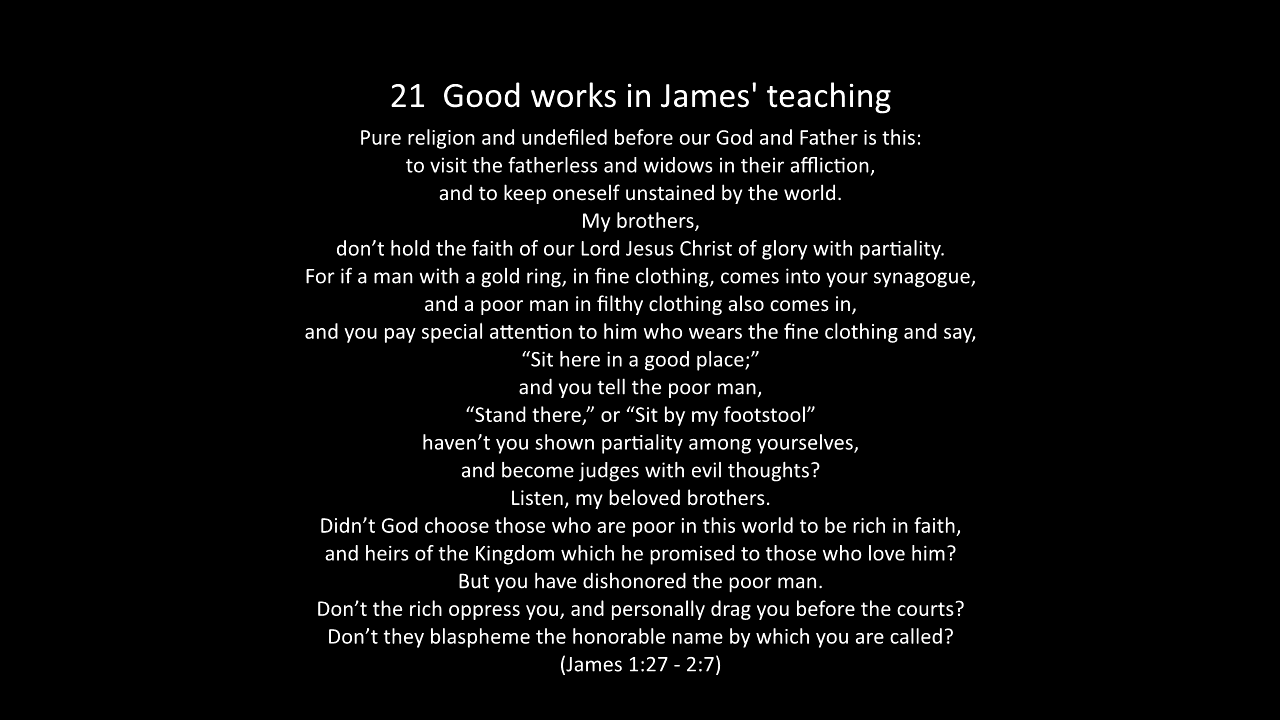 21  Good works in James' teaching
Pure religion and undefiled before our God and Father is this:
to visit the fatherless and widows in their affliction,
and to keep oneself unstained by the world.
My brothers,
don’t hold the faith of our Lord Jesus Christ of glory with partiality.
For if a man with a gold ring, in fine clothing, comes into your synagogue,
and a poor man in filthy clothing also comes in,
and you pay special attention to him who wears the fine clothing and say,
“Sit here in a good place;”
and you tell the poor man,
“Stand there,” or “Sit by my footstool”
haven’t you shown partiality among yourselves,
and become judges with evil thoughts?
Listen, my beloved brothers.
Didn’t God choose those who are poor in this world to be rich in faith,
and heirs of the Kingdom which he promised to those who love him?
But you have dishonored the poor man.
Don’t the rich oppress you, and personally drag you before the courts?
Don’t they blaspheme the honorable name by which you are called?
(James 1:27 - 2:7)